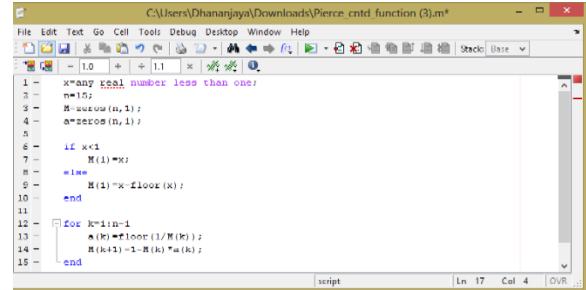 C:\Users\Dhananjaya\Downloads\Pierce_cntd_function (3).m*
File Edit Text Go Cell Tools Debug Desktop Window Help
Stack: Base
1.0 1.1
1 x=any real number less than one;
2 n=15;
3 M=zeros(n,1);
4 a=zeros(n,1);
5
6 if x<1
7 M(1)=x;
8 else
9 M(1)=x-floor(x);
10 end
11
12 for k=1:n-1
13 a(k)=floor(1/M(k));
14 M(k+1)=1-M(k)*a(k);
15 end
script Ln 17 Col 4 OVR